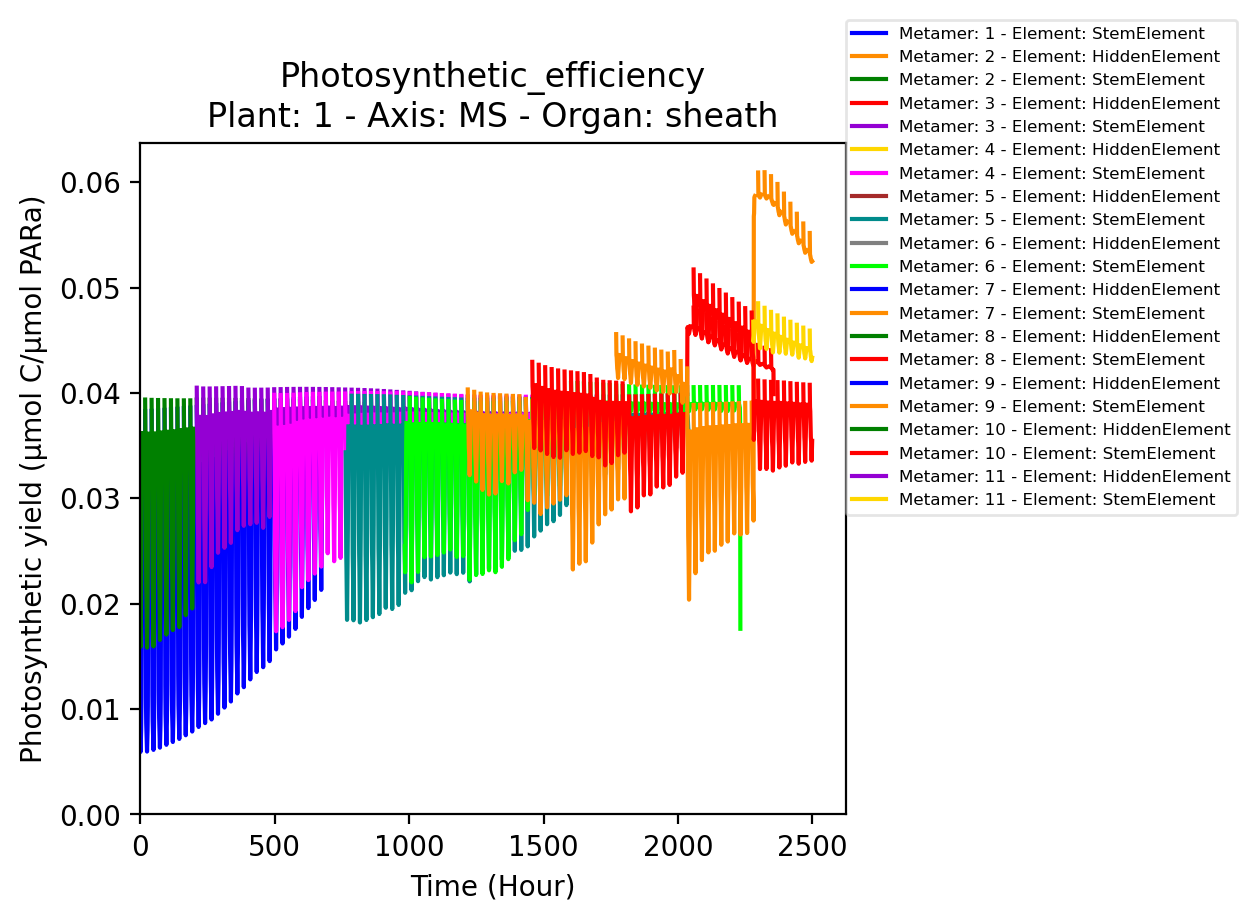 Photosynthetic_efficiency
Plant: 1 - Axis: MS - Organ: sheath
Photosynthetic yield (µmol C/µmol PARa)
0.06
0.05
0.04
0.03
0.02
0.01
0.00
0 500 1000 1500 2000 2500
Time (Hour)
Metamer: 1 - Element: StemElement
Metamer: 2 - Element: HiddenElement
Metamer: 2 - Element: StemElement
Metamer: 3 - Element: HiddenElement
Metamer: 3 - Element: StemElement
Metamer: 4 - Element: HiddenElement
Metamer: 4 - Element: StemElement
Metamer: 5 - Element: HiddenElement
Metamer: 5 - Element: StemElement
Metamer: 6 - Element: HiddenElement
Metamer: 6 - Element: StemElement
Metamer: 7 - Element: HiddenElement
Metamer: 7 - Element: StemElement
Metamer: 8 - Element: HiddenElement
Metamer: 8 - Element: StemElement
Metamer: 9 - Element: HiddenElement
Metamer: 9 - Element: StemElement
Metamer: 10 - Element: HiddenElement
Metamer: 10 - Element: StemElement
Metamer: 11 - Element: HiddenElement
Metamer: 11 - Element: StemElement